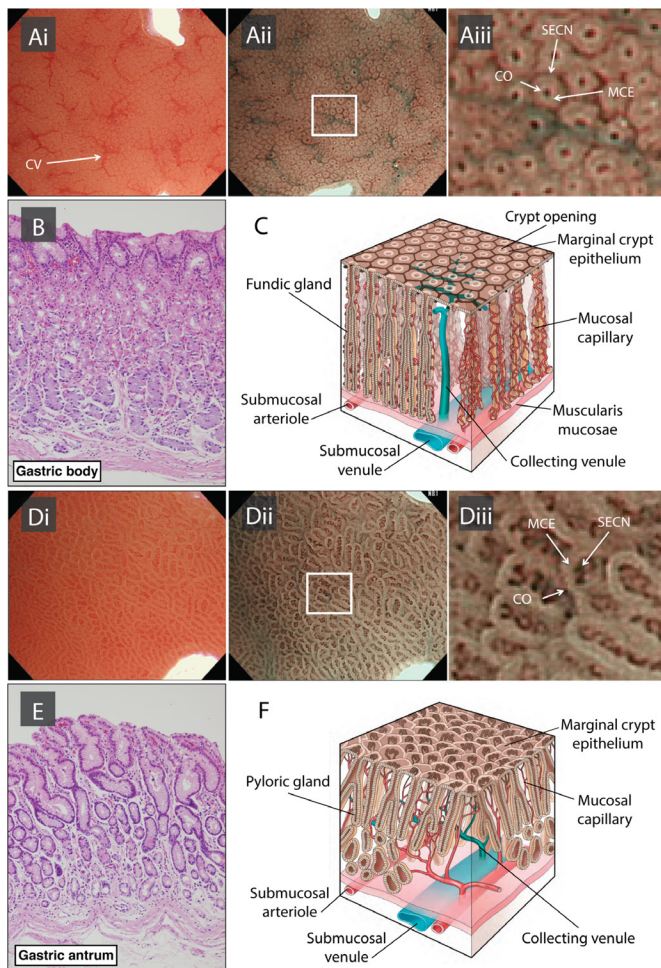 Ai
Aii
Aiii
CV
SECN
CO
MCE
B
Gastric body
C
Crypt opening
Marginal crypt
epithelium
Fundic gland
Mucosal
capillary
Submucosal
arteriole
Muscularis
mucosae
Submucosal
venule
Collecting venule
Di
Dii
NBI
Diii
MCE
SECN
CO
E
Gastric antrum
F
Marginal crypt
epithelium
Pyloric gland
Mucosal
capillary
Submucosal
arteriole
Submucosal
venule
Collecting venule